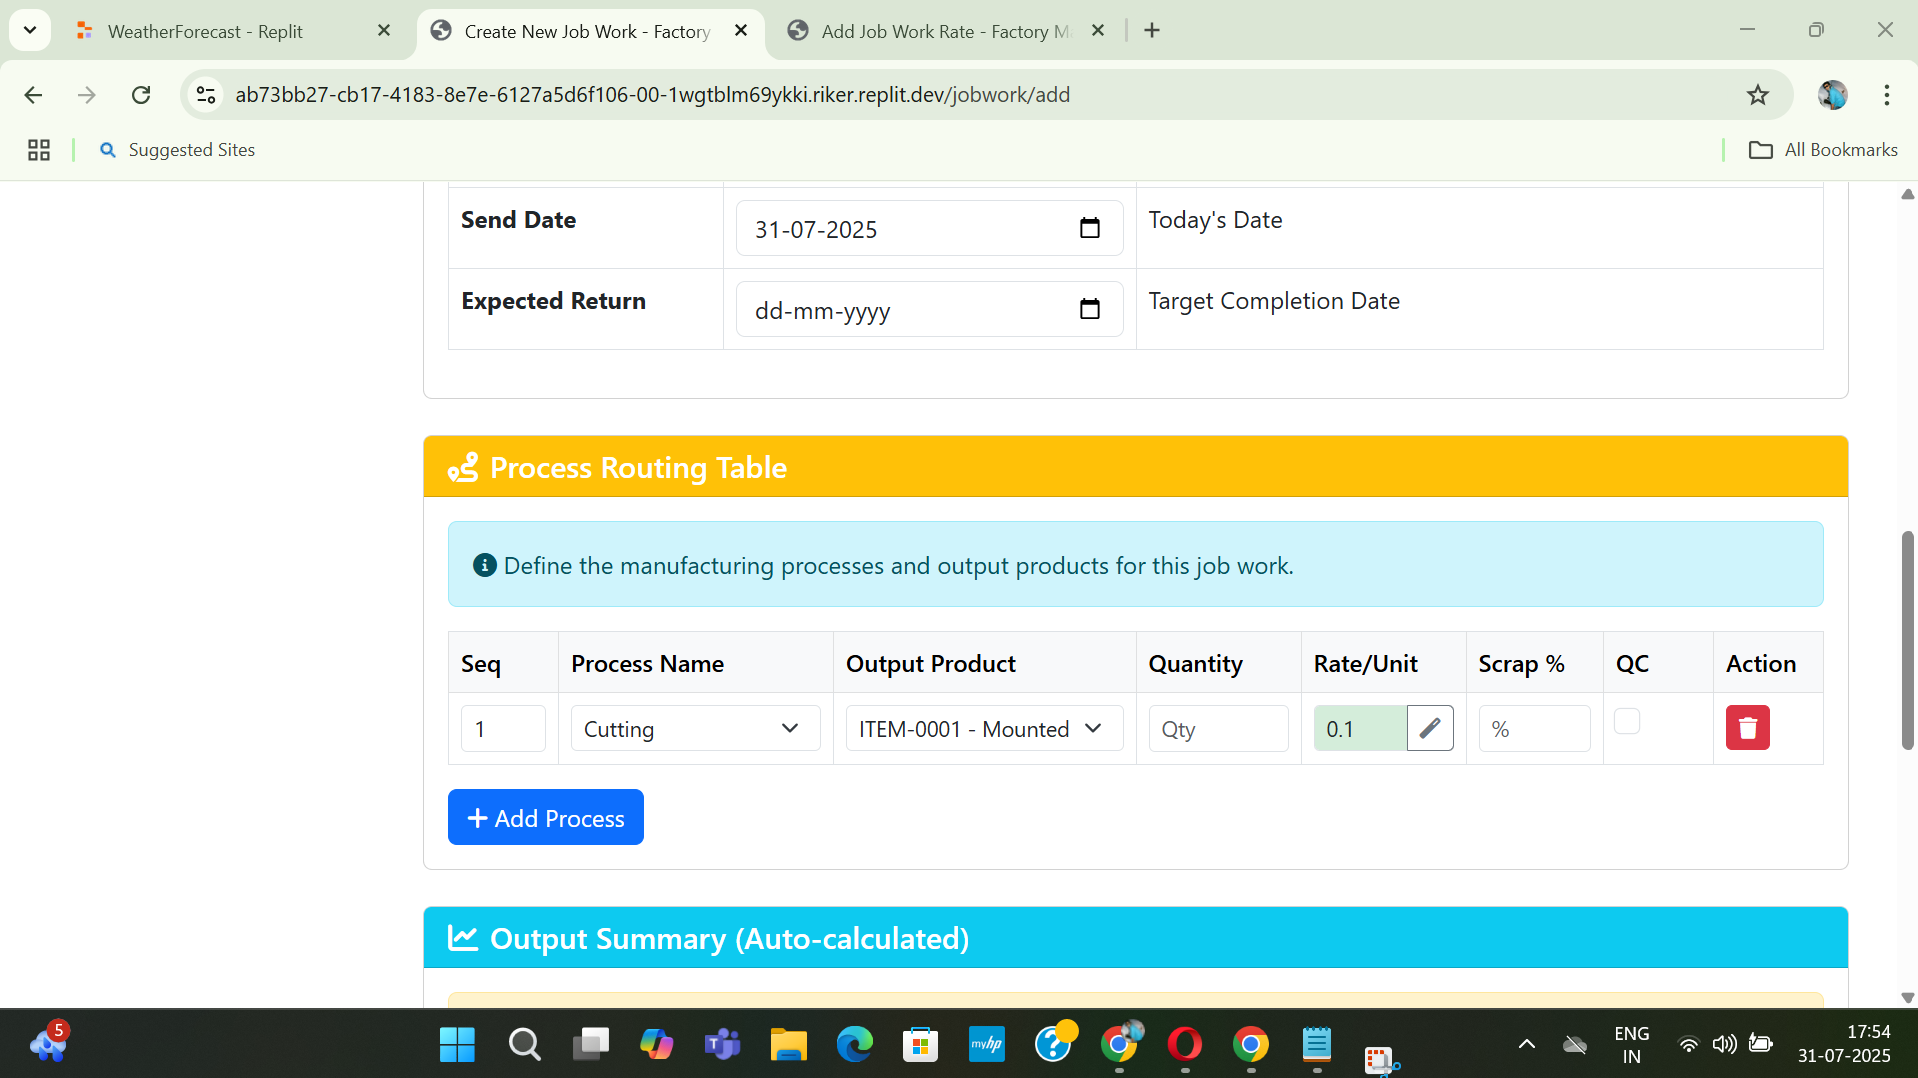 WeatherForecast - Replit
Create New Job Work - Factory
Add Job Work Rate - Factory M
ab73bb27-cb17-4183-8e7e-6127a5d6f106-00-1wgtblm69ykki.riker.replit.dev/jobwork/add
Suggested Sites
All Bookmarks
Send Date
31-07-2025
Today's Date
Expected Return
dd-mm-yyyy
Target Completion Date
Process Routing Table
Define the manufacturing processes and output products for this job work.
Seq Process Name Output Product Quantity Rate/Unit Scrap % QC Action
1 Cutting ITEM-0001 - Mounted Qty 0.1 %
Add Process
Output Summary (Auto-calculated)
5
T
myhp
?
ENG
IN
17:54
31-07-2025